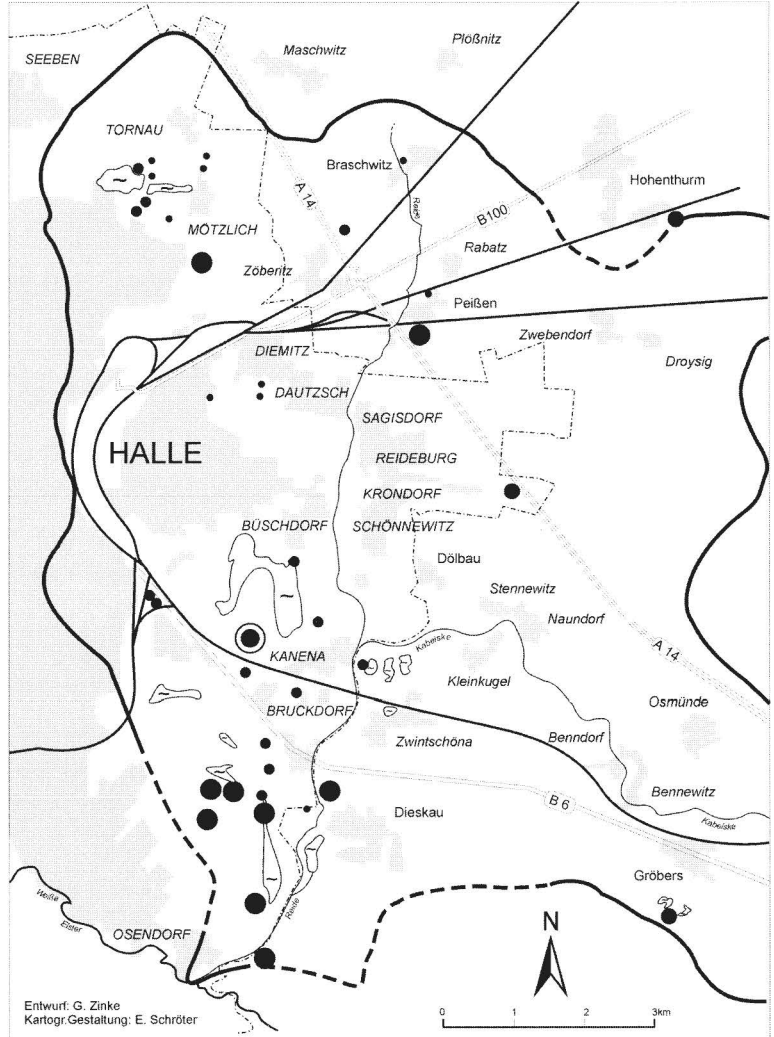 Plößnitz
Maschwitz
SEEBEN
TORNAU
Braschwitz
A 14
Reide
Hohenthurm
B100
MÖTZLICH
Rabatz
Zöberitz
Peißen
Zwebendorf
DIEMITZ
Droysig
DAUTZSCH
SAGISDORF
HALLE
REIDEBURG
KRONDORF
BÜSCHDORF
SCHÖNNEWITZ
Dölbau
Stennewitz
Naundorf
Kabelske
A 14
KANENA
Kleinkugel
Osmünde
BRUCKDORF
Zwintschöna
Benndorf
Bennewitz
B 6
Dieskau
Kabelske
Gröbers
Weiße
Elster
Reide
OSENDORF
N
Entwurf: G. Zinke
Kartogr.Gestaltung: E. Schröter
0 1 2 3km